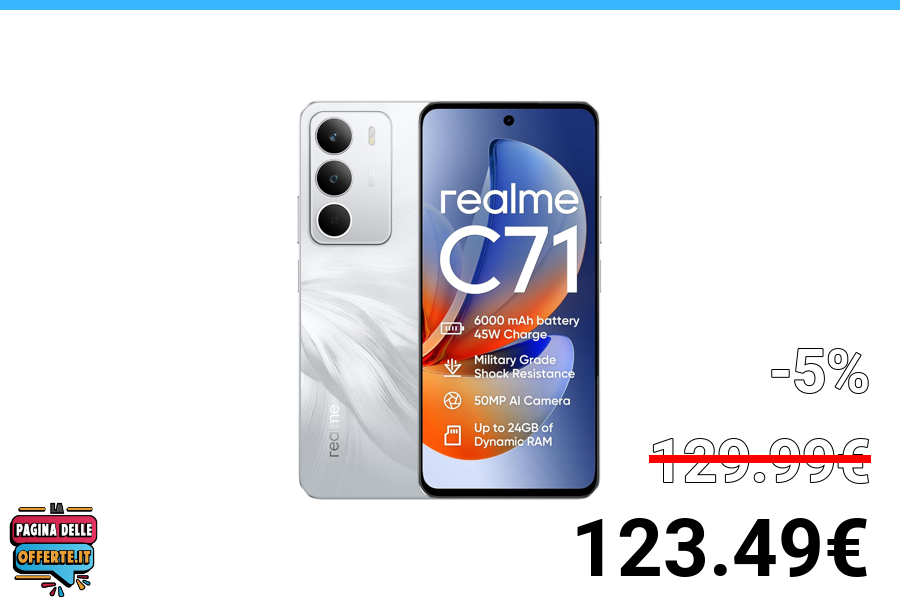 realme
C71
6000 mAh battery
45W Charge
Military Grade
Shock Resistance
50MP AI Camera
Up to 24GB of
Dynamic RAM
realme
-5%
129.99€
123.49€
LA
PAGINA DELLE
OFFERTE.IT